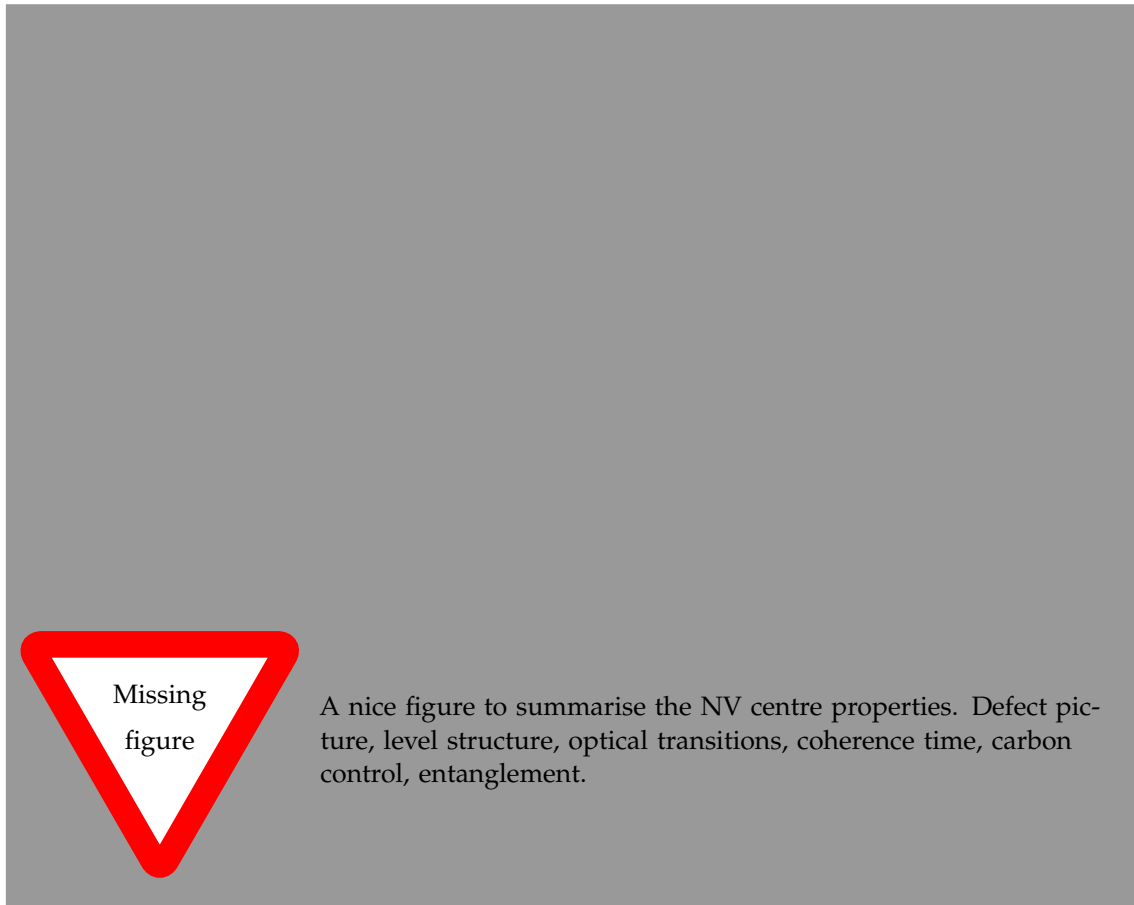 Missing
figure
A nice figure to summarise the NV centre properties. Defect pic-
ture, level structure, optical transitions, coherence time, carbon
control, entanglement.